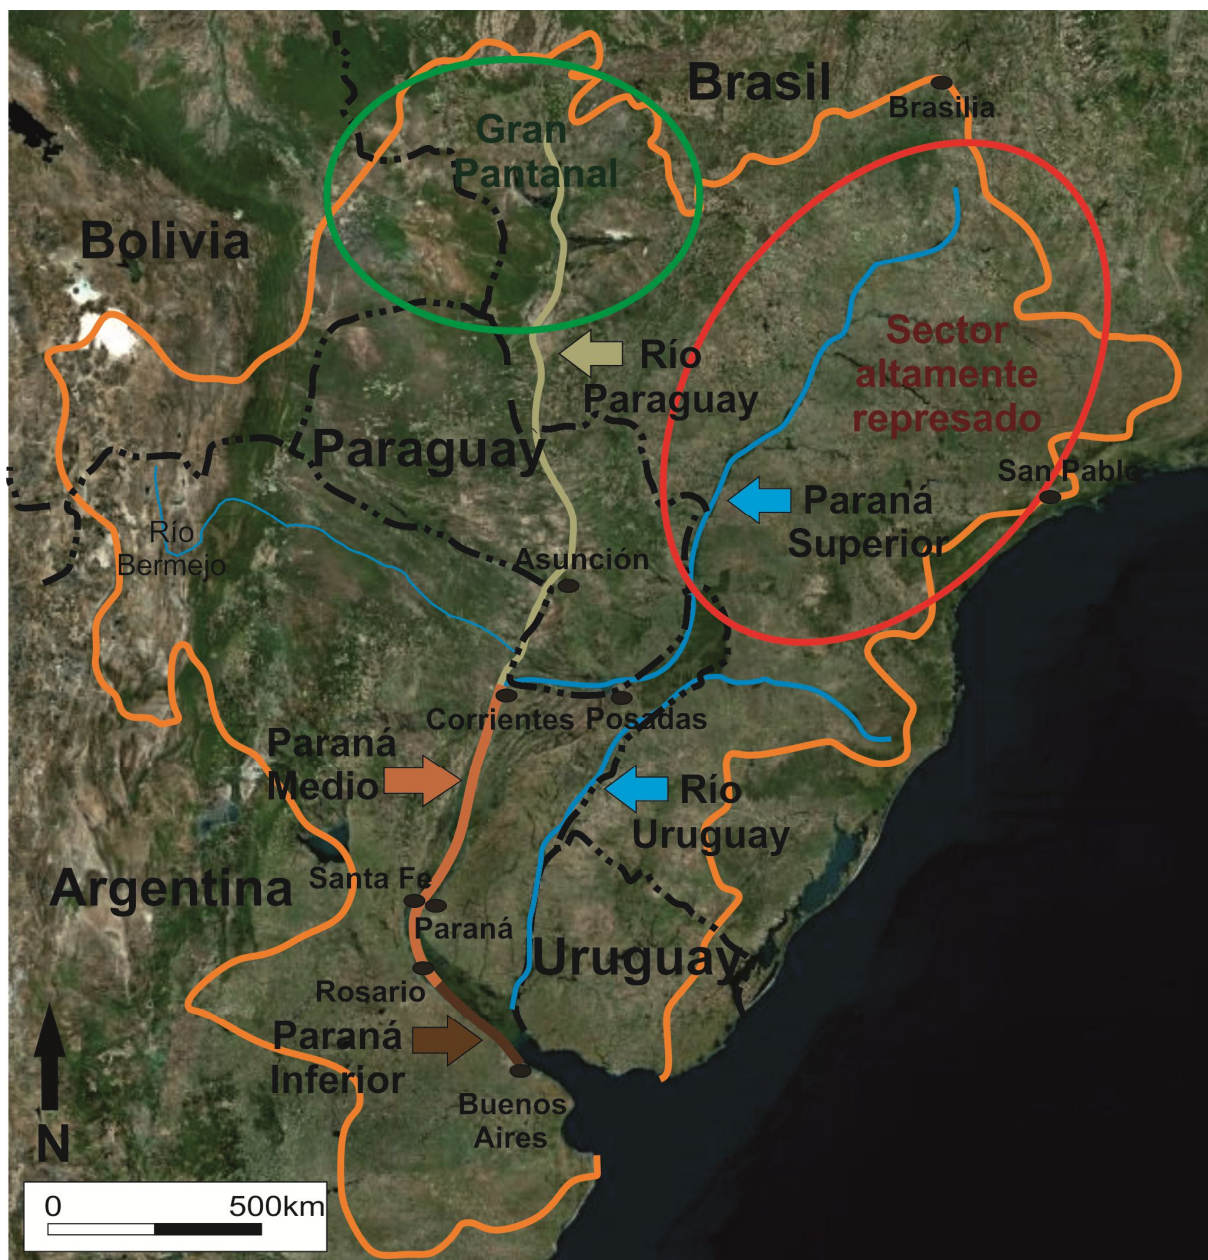 Brasil
Brasilia
Gran
Pantanal
Bolivia
Sector
altamente
represado
Río
Paraguay
Paraguay
San Pablo
Paraná
Superior
Río
Bermejo
Asunción
Corrientes
Posadas
Paraná
Medio
Río
Uruguay
Argentina
Santa Fe
Paraná
Uruguay
Rosario
Paraná
Inferior
Buenos
Aires
N
0 500km